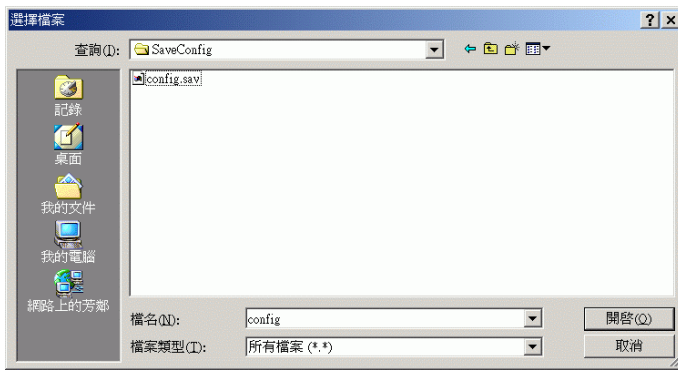 選擇檔案
查詢(I): SaveConfig
config.sav
記錄
桌面
我的文件
我的電腦
網路上的芳鄰
檔名(N): config 開啓(O)
檔案類型(T): 所有檔案 (*.*) 取消